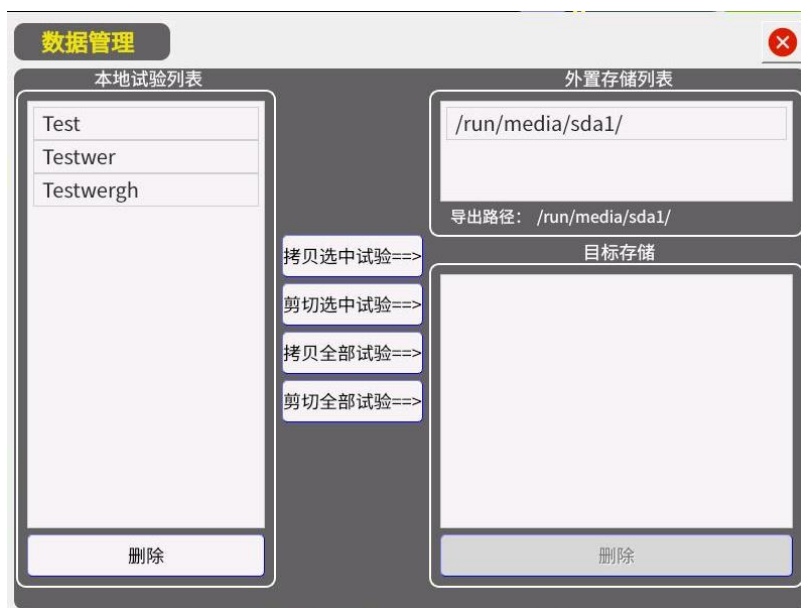 数据管理
本地试验列表
Test
Testwer
Testwergh
删除
拷贝选中试验==>
剪切选中试验==>
拷贝全部试验==>
剪切全部试验==>
外置存储列表
/run/media/sda1/
导出路径: /run/media/sda1/
目标存储
删除